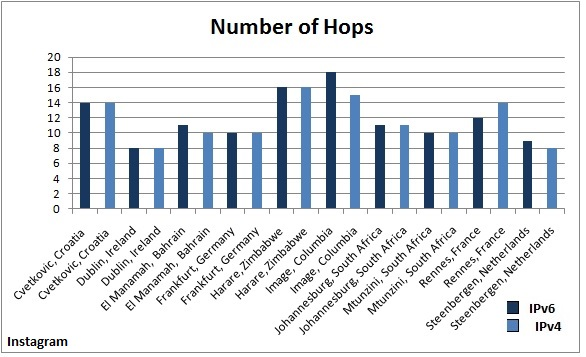 Number of Hops
20
18
16
14
12
10
8
6
4
2
0
Cvetkovic, Croatia
Cvetkovic, Croatia
Dublin, Ireland
Dublin, Ireland
El Manamah, Bahrain
El Manamah, Bahrain
Frankfurt, Germany
Frankfurt, Germany
Harare, Zimbabwe
Harare, Zimbabwe
Image, Columbia
Image, Columbia
Johannesburg, South Africa
Johannesburg, South Africa
Mtunzini, South Africa
Mtunzini, South Africa
Rennes, France
Rennes, France
Steenbergen, Netherlands
Steenbergen, Netherlands
IPv6
IPv4
Instagram